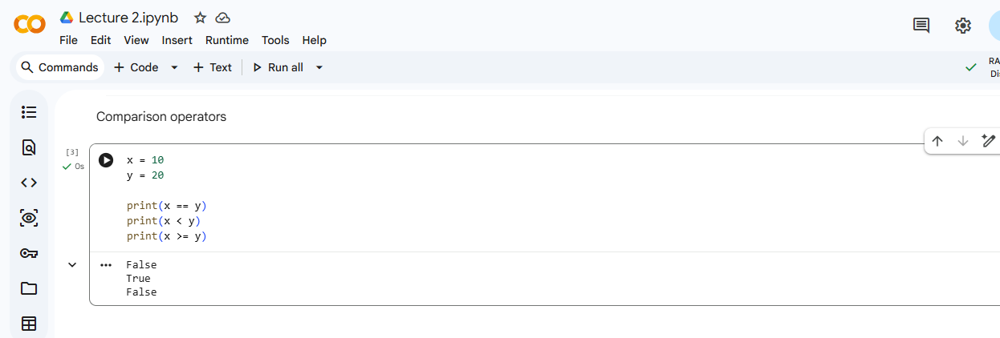 Lecture 2.ipynb
File Edit View Insert Runtime Tools Help
Commands + Code + Text Run all
RA
Di
Comparison operators
[3]
0s
x = 10
y = 20
print(x == y)
print(x < y)
print(x >= y)
False
True
False